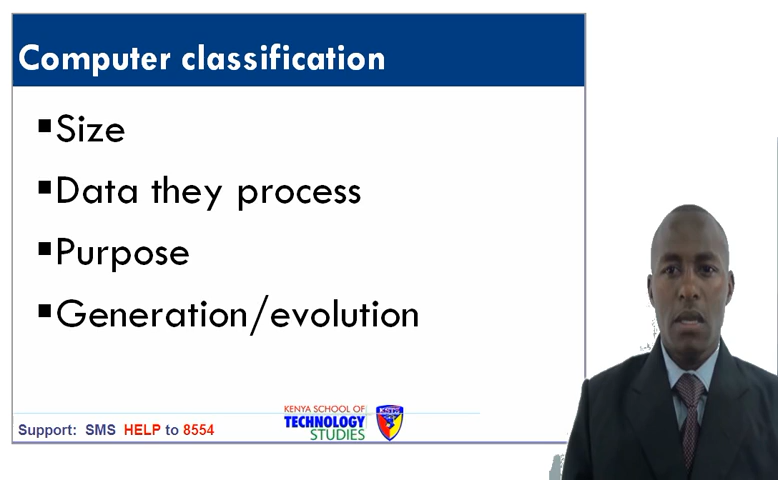 Computer classification
▪Size
▪Data they process
▪Purpose
▪Generation/evolution
KENYA SCHOOL OF
TECHNOLOGY
STUDIES
Support: SMS HELP to 8554